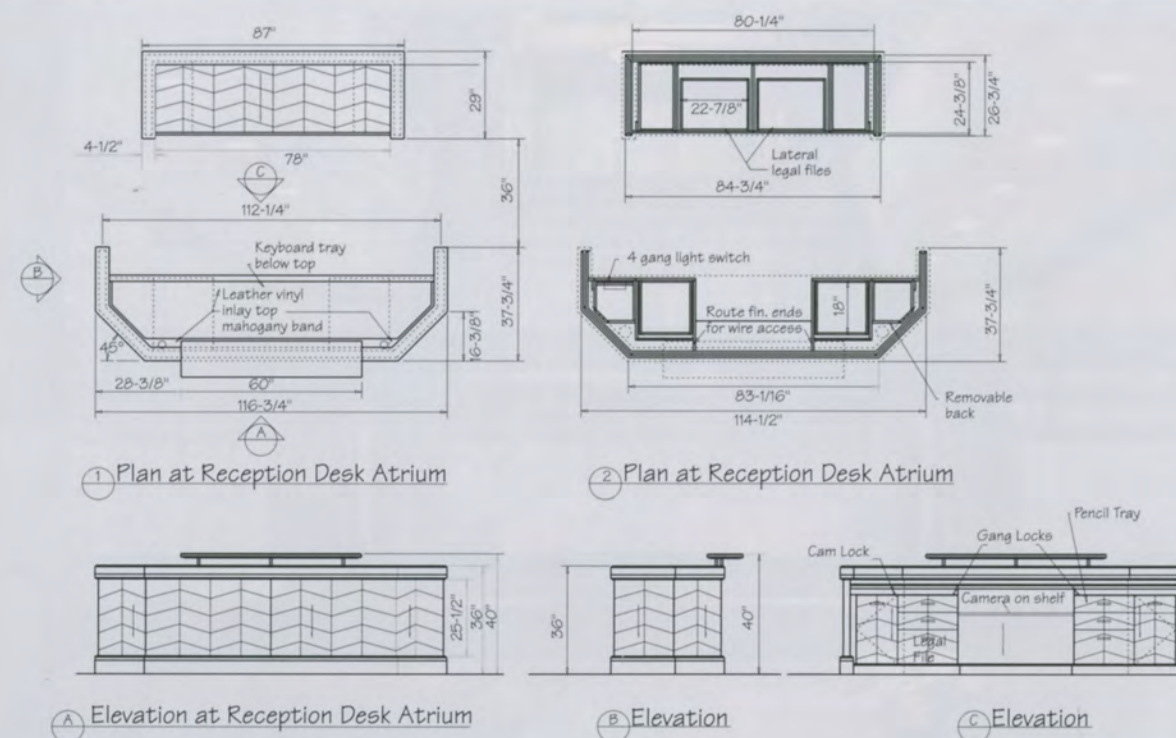 87"
29"
4-1/2"
78"
C
36"
112-1/4"
B
Keyboard tray
below top
Leather vinyl
inlay top
mahogany band
37-3/4"
16-3/8"
45°
28-3/8"
60"
116-3/4"
A
1 Plan at Reception Desk Atrium
80-1/4"
22-7/8"
24-3/8"
26-3/4"
Lateral
legal files
84-3/4"
4 gang light switch
Route fin. ends
for wire access
18"
37-3/4"
83-1/16"
Removable
back
114-1/2"
2 Plan at Reception Desk Atrium
25-1/2"
36"
40"
A Elevation at Reception Desk Atrium
36"
40"
B Elevation
Pencil Tray
Gang Locks
Cam Lock
Camera on shelf
Legal
File
C Elevation